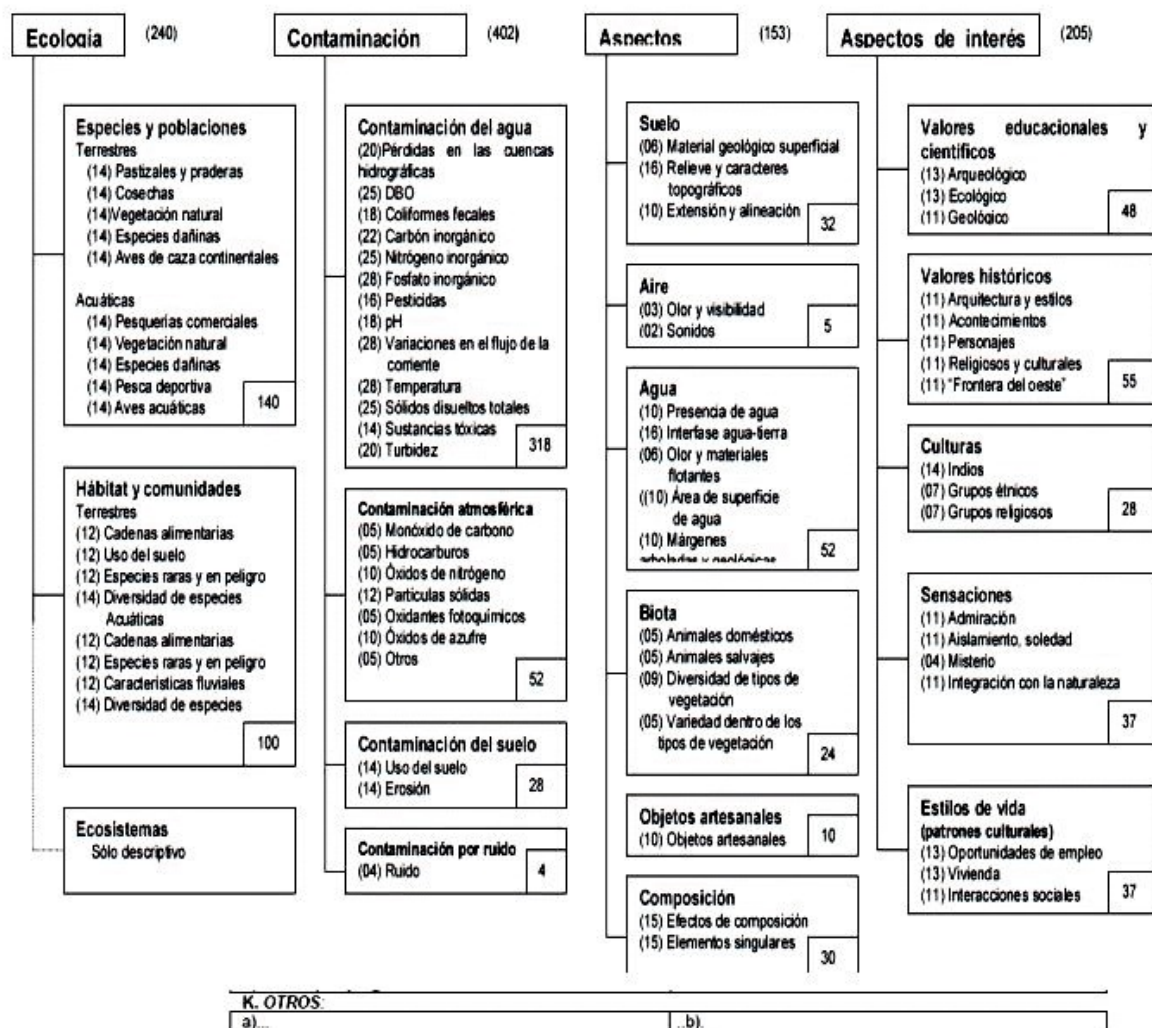 Ecología (240)
Especies y poblaciones
Terrestres
(14) Pastizales y praderas
(14) Cosechas
(14)Vegetación natural
(14) Especies dañinas
(14) Aves de caza continentales
Acuáticas
(14) Pesquerías comerciales
(14) Vegetación natural
(14) Especies dañinas
(14) Pesca deportiva
(14) Aves acuáticas
140
Hábitat y comunidades
Terrestres
(12) Cadenas alimentarias
(12) Uso del suelo
(12) Especies raras y en peligro
(14) Diversidad de especies
Acuáticas
(12) Cadenas alimentarias
(12) Especies raras y en peligro
(12) Características fluviales
(14) Diversidad de especies
100
Ecosistemas
Sólo descriptivo
Contaminación (402)
Contaminación del agua
(20)Pérdidas en las cuencas
hidrográficas
(25) DBO
(18) Coliformes fecales
(22) Carbón inorgánico
(25) Nitrógeno inorgánico
(28) Fosfato inorgánico
(16) Pesticidas
(18) pH
(28) Variaciones en el flujo de la
corriente
(28) Temperatura
(25) Sólidos disueltos totales
(14) Sustancias tóxicas
(20) Turbidez
318
Contaminación atmosférica
(05) Monóxido de carbono
(05) Hidrocarburos
(10) Óxidos de nitrógeno
(12) Partículas sólidas
(05) Oxidantes fotoquímicos
(10) Óxidos de azufre
(05) Otros
52
Contaminación del suelo
(14) Uso del suelo
(14) Erosión
28
Contaminación por ruido
(04) Ruido
4
Aspectos (153)
Suelo
(06) Material geológico superficial
(16) Relieve y caracteres
topográficos
(10) Extensión y alineación
32
Aire
(03) Olor y visibilidad
(02) Sonidos
5
Agua
(10) Presencia de agua
(16) Interfase agua-tierra
(06) Olor y materiales
flotantes
((10) Área de superficie
de agua
(10) Márgenes
arboladas y geológicas
52
Biota
(05) Animales domésticos
(05) Animales salvajes
(09) Diversidad de tipos de
vegetación
(05) Variedad dentro de los
tipos de vegetación
24
Objetos artesanales
(10) Objetos artesanales
10
Composición
(15) Efectos de composición
(15) Elementos singulares
30
Aspectos de interés (205)
Valores educacionales y
científicos
(13) Arqueológico
(13) Ecológico
(11) Geológico
48
Valores históricos
(11) Arquitectura y estilos
(11) Acontecimientos
(11) Personajes
(11) Religiosos y culturales
(11) "Frontera del oeste"
55
Culturas
(14) Indios
(07) Grupos étnicos
(07) Grupos religiosos
28
Sensaciones
(11) Admiración
(11) Aislamiento, soledad
(04) Misterio
(11) Integración con la naturaleza
37
Estilos de vida
(patrones culturales)
(13) Oportunidades de empleo
(13) Vivienda
(11) Interacciones sociales
37
K. OTROS:
a)... ..b).